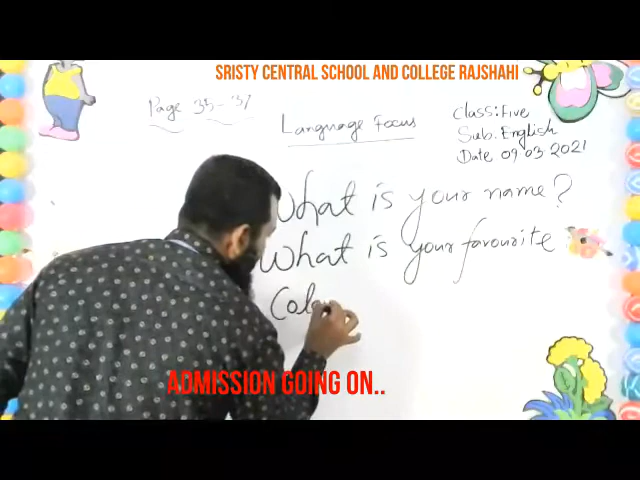 SRISTY CENTRAL SCHOOL AND COLLEGE RAJSHAHI
Page 35-37
Language Focus
Class: Five
Sub. English
Date 09 03 2021
What is your name?
What is your favourite
Colo
ADMISSION GOING ON..